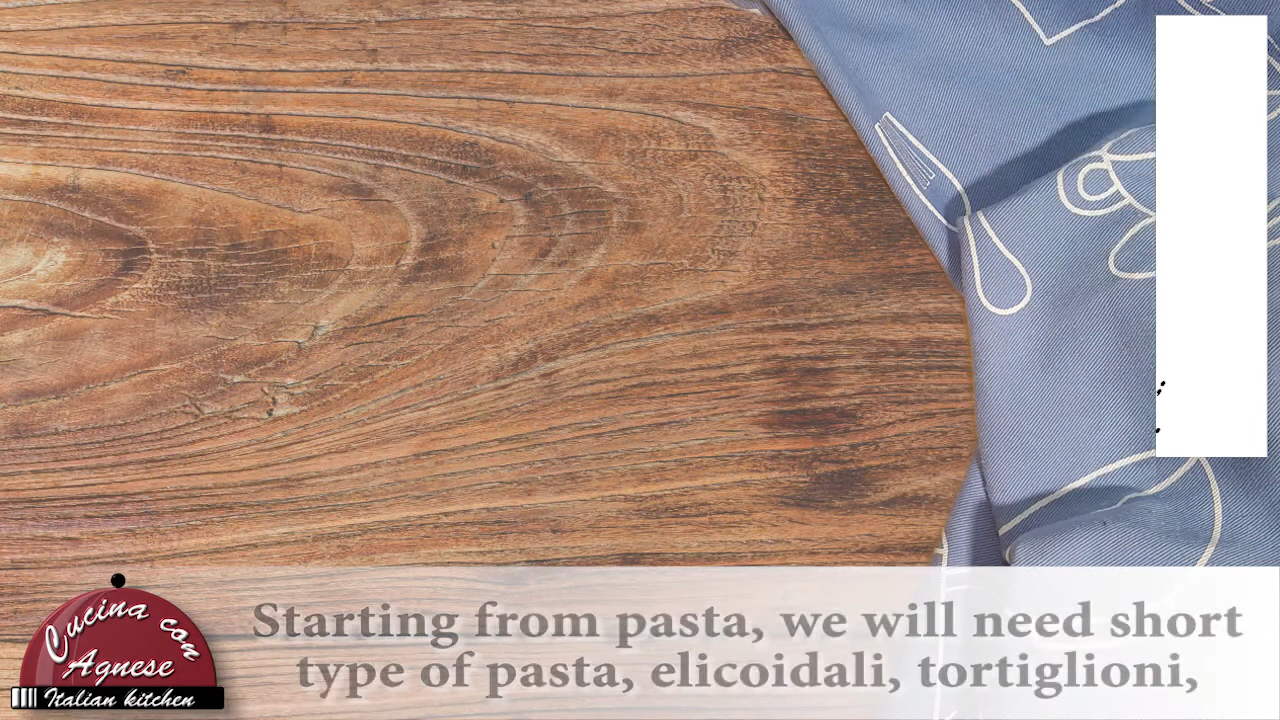 Starting from pasta, we will need short
type of pasta, elicoidali, tortiglioni,
Cucina con
Agnese
Italian kitchen